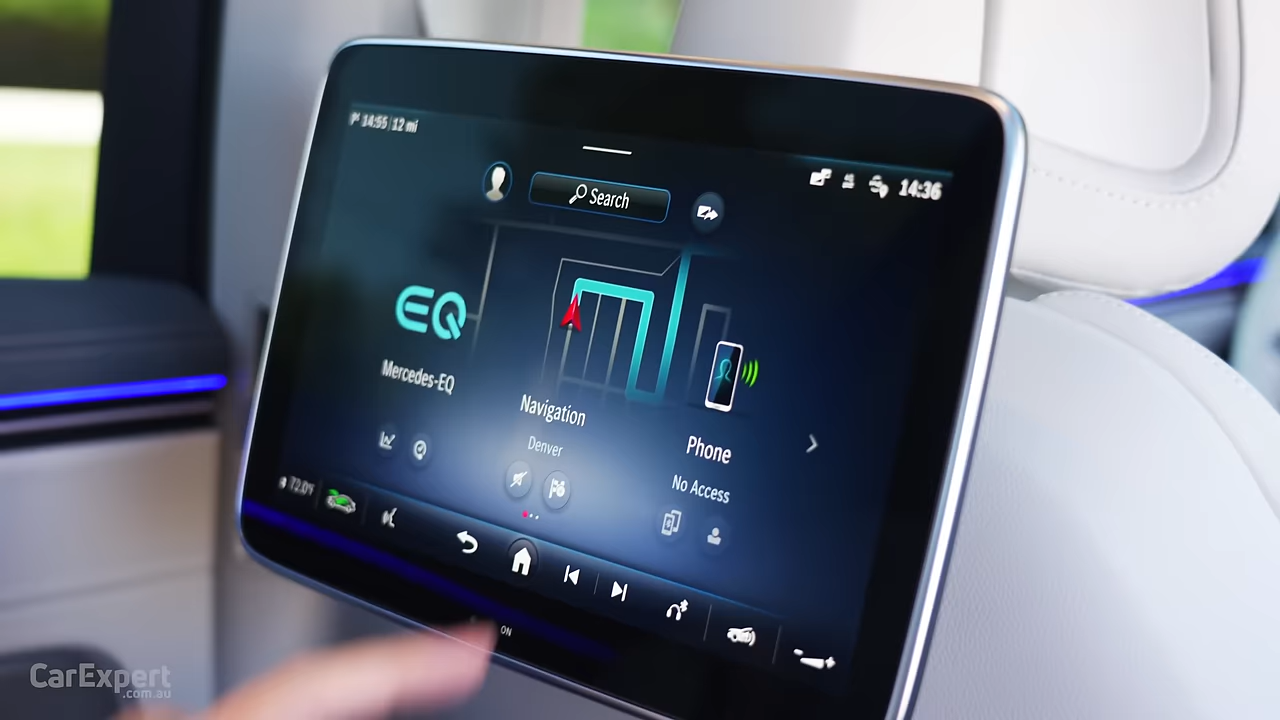 14:55 12 mi
14:36
Search
EQ
Mercedes-EQ
Navigation
Denver
Phone
No Access
ON
CarExpert
.com.au